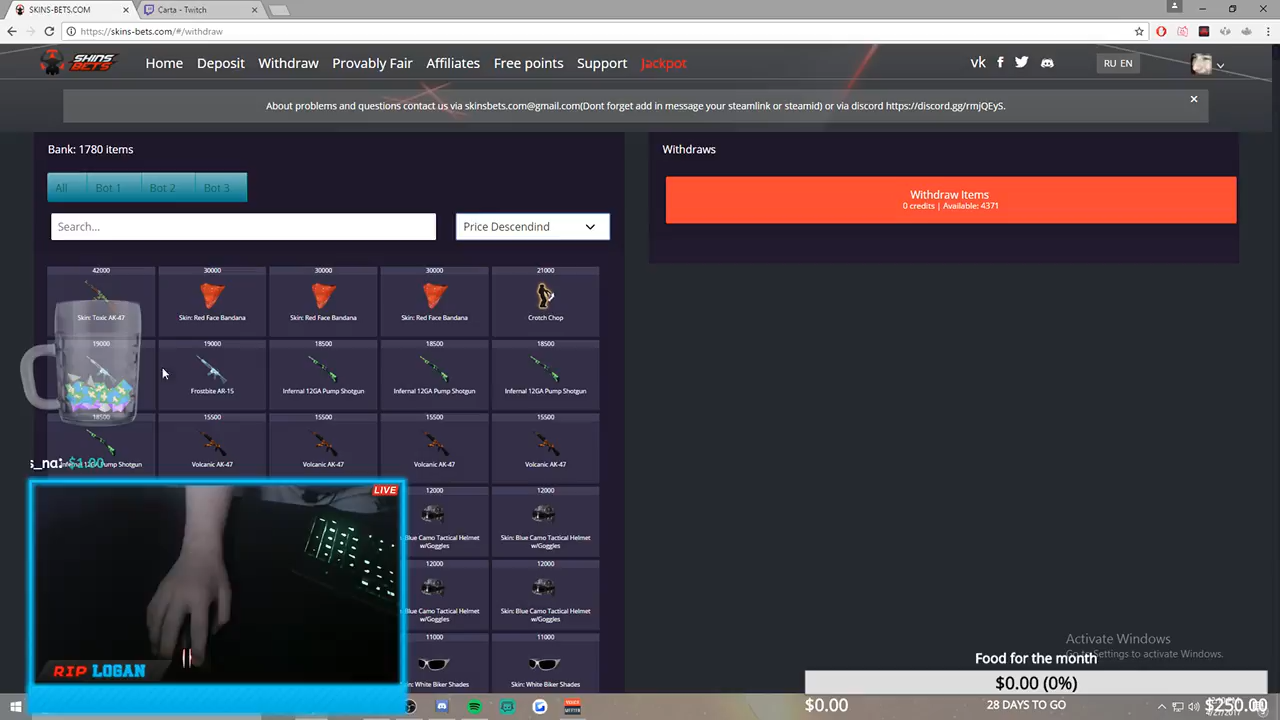 SKINS-BETS.COM
Carta - Twitch
https://skins-bets.com/#/withdraw
SKINS BETS
Home
Deposit
Withdraw
Provably Fair
Affiliates
Free points
Support
Jackpot
vk
RU EN
About problems and questions contact us via skinsbets.com@gmail.com(Dont forget add in message your steamlink or steamid) or via discord https://discord.gg/rmjQEyS.
Bank: 1780 items
Withdraws
All
Bot 1
Bot 2
Bot 3
Withdraw Items
0 credits | Available: 4371
Search...
Price Descendind
42000
30000
30000
30000
21000
Skin: Toxic AK-47
Skin: Red Face Bandana
Skin: Red Face Bandana
Skin: Red Face Bandana
Crotch Chop
19000
19000
18500
18500
18500
Frostbite AR-15
Infernal 12GA Pump Shotgun
Infernal 12GA Pump Shotgun
Infernal 12GA Pump Shotgun
18500
15500
15500
15500
15500
12GA Pump Shotgun
Volcanic AK-47
Volcanic AK-47
Volcanic AK-47
Volcanic AK-47
s_na: $1.00
LIVE
12000
12000
Blue Camo Tactical Helmet w/Goggles
Skin: Blue Camo Tactical Helmet w/Goggles
12000
12000
Blue Camo Tactical Helmet w/Goggles
Skin: Blue Camo Tactical Helmet w/Goggles
11000
11000
Skin: White Biker Shades
Skin: White Biker Shades
RIP LOGAN
Activate Windows
Go to Settings to activate Windows.
Food for the month
$0.00 (0%)
$0.00
28 DAYS TO GO
$250.00